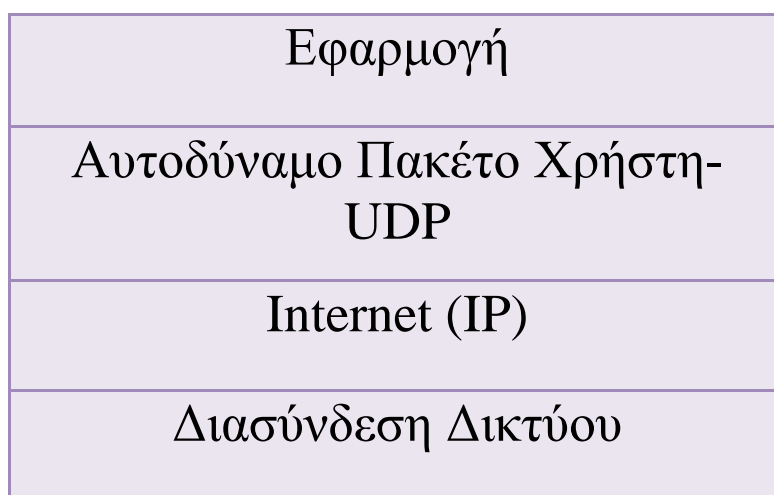 Εφαρμογή
Αυτοδύναμο Πακέτο Χρήστη-
UDP
Internet (IP)
Διασύνδεση Δικτύου